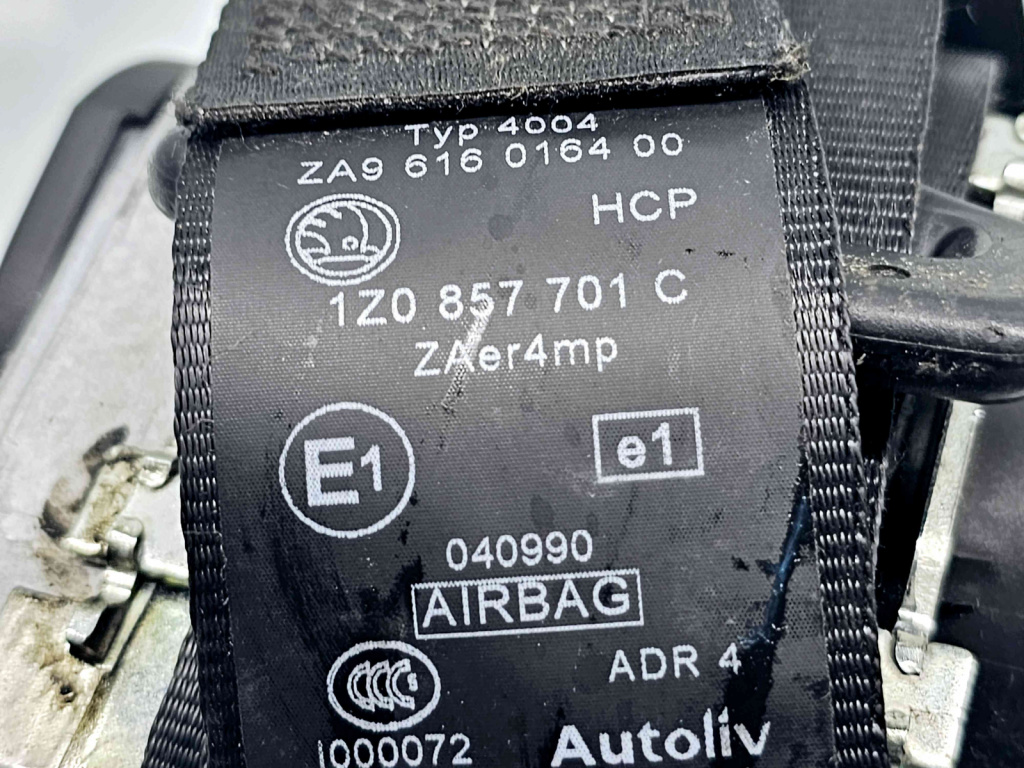 Typ 4004
ZA9 616 0164 00
HCP
1Z0 857 701 C
ZAer4mp
E1
e1
040990
AIRBAG
CCC
ADR 4
I000072
Autoliv